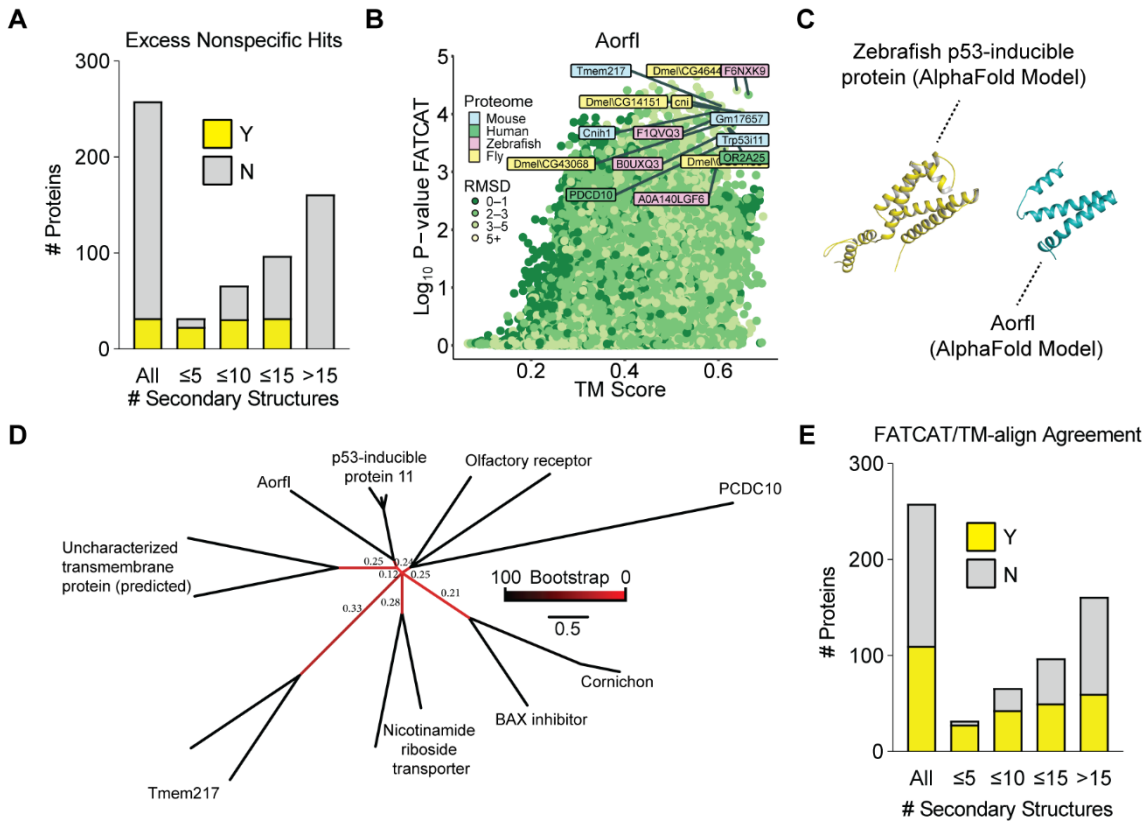 A
Excess Nonspecific Hits
300
200
100
0
# Proteins
Y
N
All
≤5
≤10
≤15
>15
# Secondary Structures
B
Aorfl
5
4
3
2
1
0
Log10 P−value FATCAT
Tmem217
Dmel\CG4644
F6NXK9
Dmel\CG14151
cni
Gm17657
Cnih1
F1QVQ3
Trp53i11
Dmel\CG43068
B0UXQ3
OR2A25
PDCD10
A0A140LGF6
Proteome
Mouse
Human
Zebrafish
Fly
RMSD
0−1
2−3
3−5
5+
0.2
0.4
0.6
TM Score
C
Zebrafish p53-inducible
protein (AlphaFold Model)
Aorfl
(AlphaFold Model)
D
Aorfl
p53-inducible
protein 11
Olfactory receptor
PCDC10
Uncharacterized
transmembrane
protein (predicted)
0.25
0.24
0.12
0.25
0.33
0.28
0.21
100 Bootstrap 0
0.5
Cornichon
BAX inhibitor
Nicotinamide
riboside
transporter
Tmem217
E
FATCAT/TM-align Agreement
300
200
100
0
# Proteins
Y
N
All
≤5
≤10
≤15
>15
# Secondary Structures